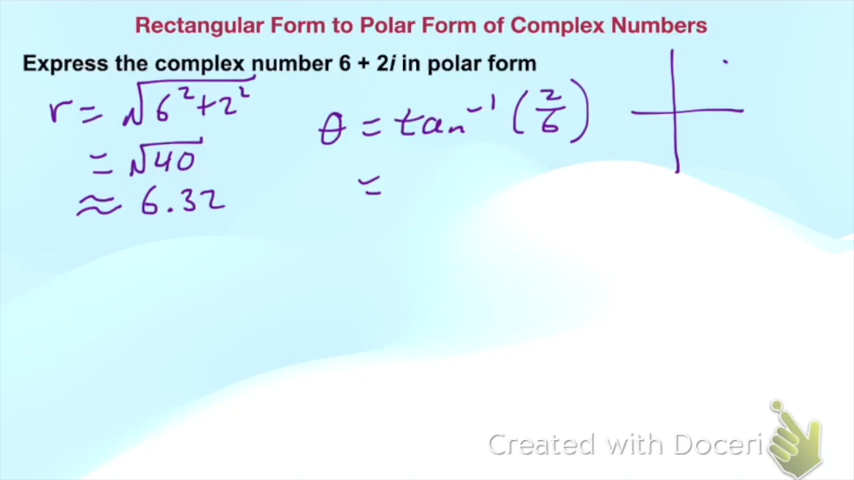 Rectangular Form to Polar Form of Complex Numbers
Express the complex number 6 + 2i in polar form
r = √6² + 2²
= √40
≈ 6.32
θ = tan⁻¹ (2/6)
=
Created with Doceri